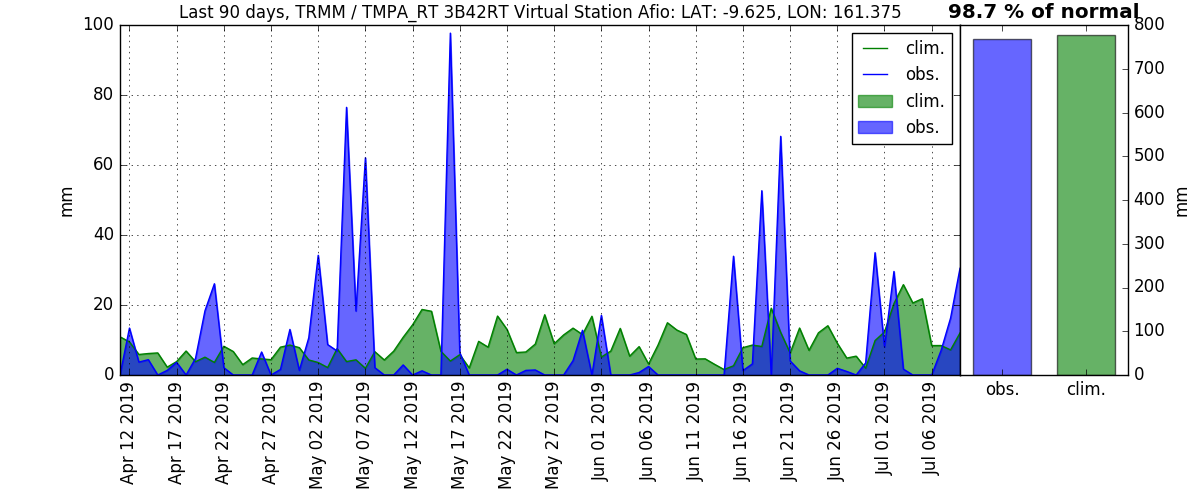 Last 90 days, TRMM / TMPA_RT 3B42RT Virtual Station Afio: LAT: -9.625, LON: 161.375
98.7 % of normal
100
80
60
40
20
0
mm
clim.
obs.
clim.
obs.
800
700
600
500
400
300
200
100
0
mm
Apr 12 2019
Apr 17 2019
Apr 22 2019
Apr 27 2019
May 02 2019
May 07 2019
May 12 2019
May 17 2019
May 22 2019
May 27 2019
Jun 01 2019
Jun 06 2019
Jun 11 2019
Jun 16 2019
Jun 21 2019
Jun 26 2019
Jul 01 2019
Jul 06 2019
obs.
clim.